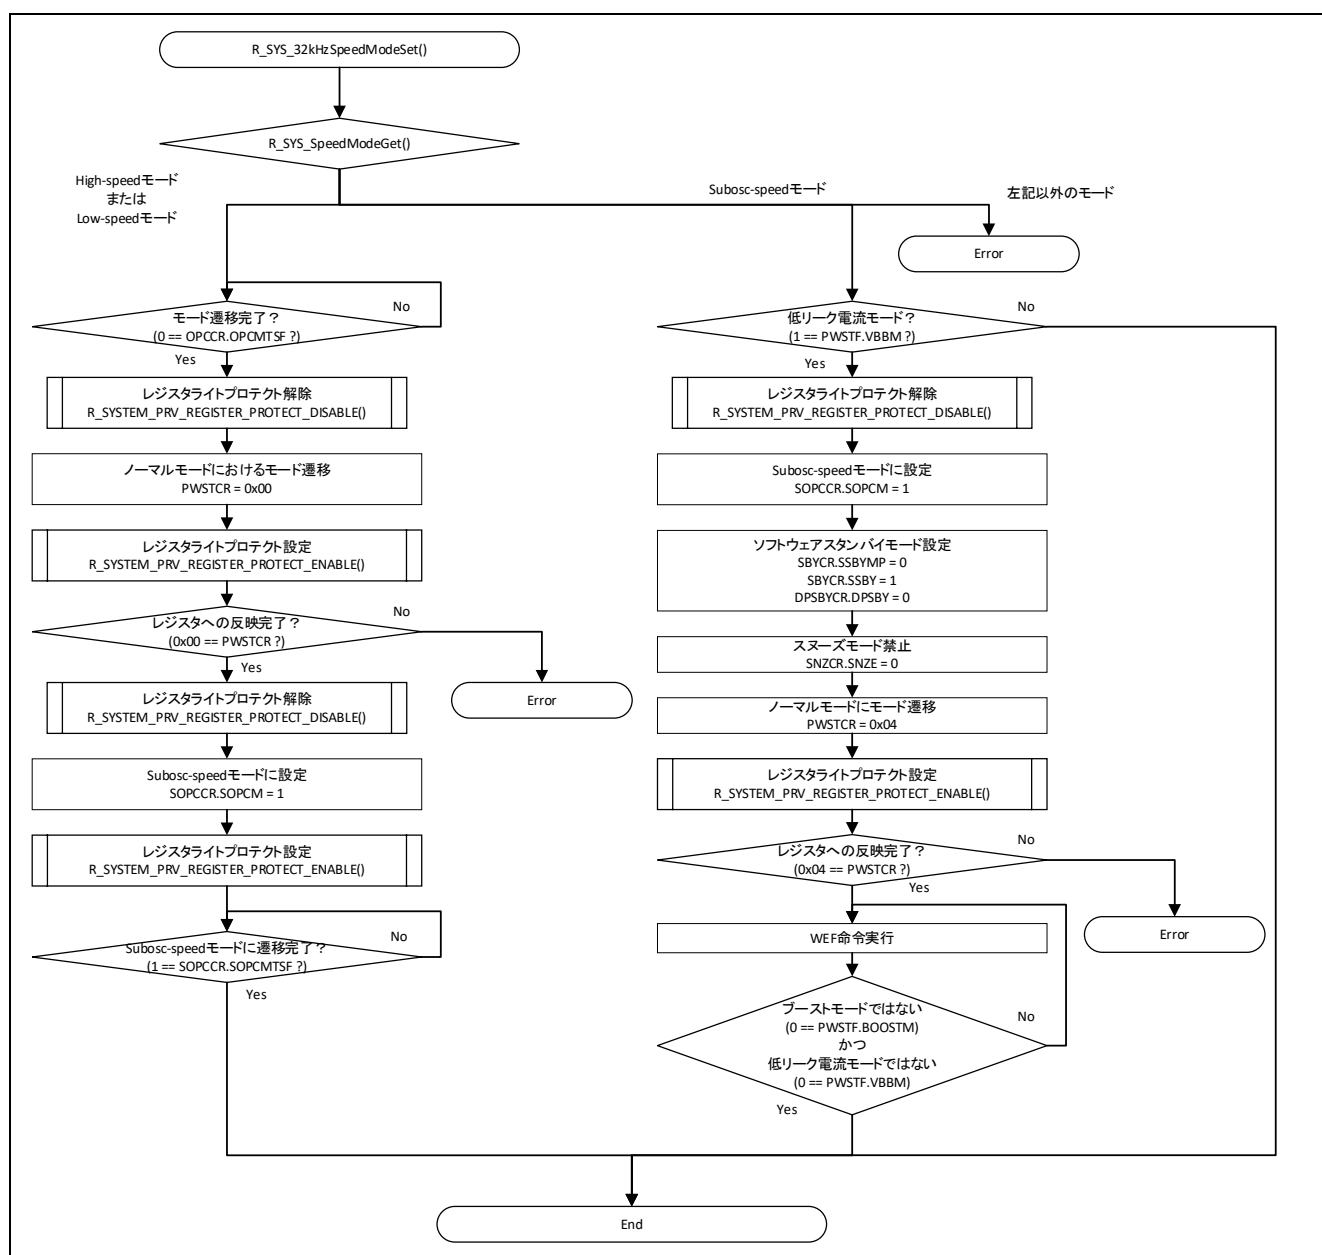 R_SYS_32kHzSpeedModeSet()
R_SYS_SpeedModeGet()
High-speedモード
または
Low-speedモード
Subosc-speedモード
左記以外のモード
Error
モード遷移完了?
(0 == OPCCR.OPCMTSF ?)
No
Yes
レジスタライトプロテクト解除
R_SYSTEM_PRV_REGISTER_PROTECT_DISABLE()
ノーマルモードにおけるモード遷移
PWSTCR = 0x00
レジスタライトプロテクト設定
R_SYSTEM_PRV_REGISTER_PROTECT_ENABLE()
レジスタへの反映完了?
(0x00 == PWSTCR ?)
No
Yes
Error
レジスタライトプロテクト解除
R_SYSTEM_PRV_REGISTER_PROTECT_DISABLE()
Subosc-speedモードに設定
SOPCCR.SOPCM = 1
レジスタライトプロテクト設定
R_SYSTEM_PRV_REGISTER_PROTECT_ENABLE()
Subosc-speedモードに遷移完了?
(1 == SOPCCR.SOPCMTSF ?)
No
Yes
低リーク電流モード?
(1 == PWSTF.VBBM ?)
No
Yes
レジスタライトプロテクト解除
R_SYSTEM_PRV_REGISTER_PROTECT_DISABLE()
Subosc-speedモードに設定
SOPCCR.SOPCM = 1
ソフトウェアスタンバイモード設定
SBYCR.SSBYMP = 0
SBYCR.SSBY = 1
DPSBYCR.DPSBY = 0
スヌーズモード禁止
SNZCR.SNZE = 0
ノーマルモードにモード遷移
PWSTCR = 0x04
レジスタライトプロテクト設定
R_SYSTEM_PRV_REGISTER_PROTECT_ENABLE()
レジスタへの反映完了?
(0x04 == PWSTCR ?)
No
Yes
Error
WEF命令実行
ブーストモードではない
(0 == PWSTF.BOOSTM)
かつ
低リーク電流モードではない
(0 == PWSTF.VBBM)
No
Yes
End